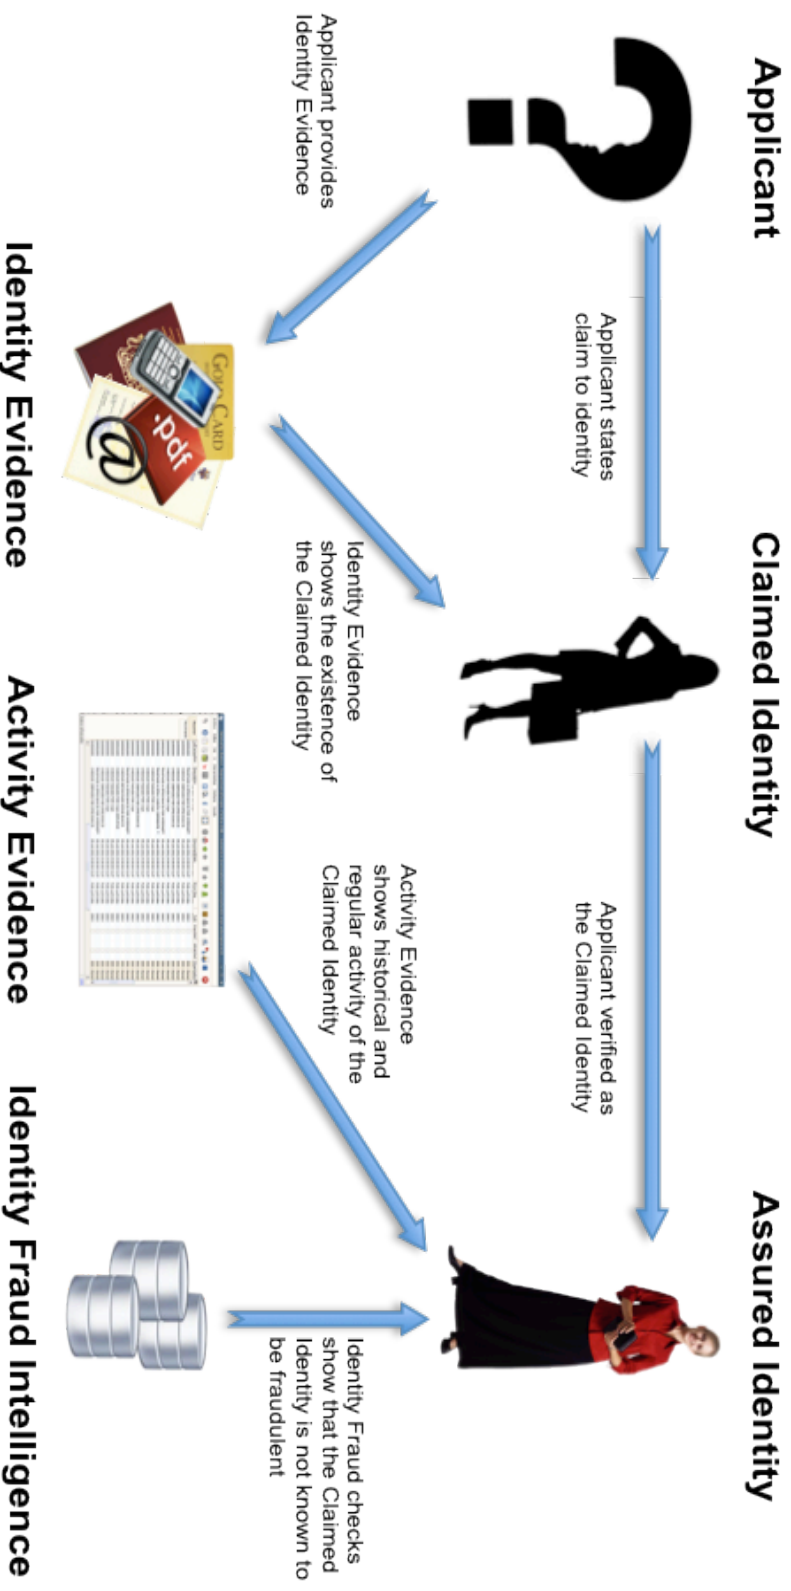 Applicant
Claimed Identity
Assured Identity
Applicant states
claim to identity
Applicant verified as
the Claimed Identity
Applicant provides
Identity Evidence
Identity Evidence
shows the existence of
the Claimed Identity
Activity Evidence
shows historical and
regular activity of the
Claimed Identity
Identity Fraud checks
show that the Claimed
Identity is not known to
be fraudulent
GOLD CARD
.pdf
@
Identity Evidence
Activity Evidence
Identity Fraud Intelligence